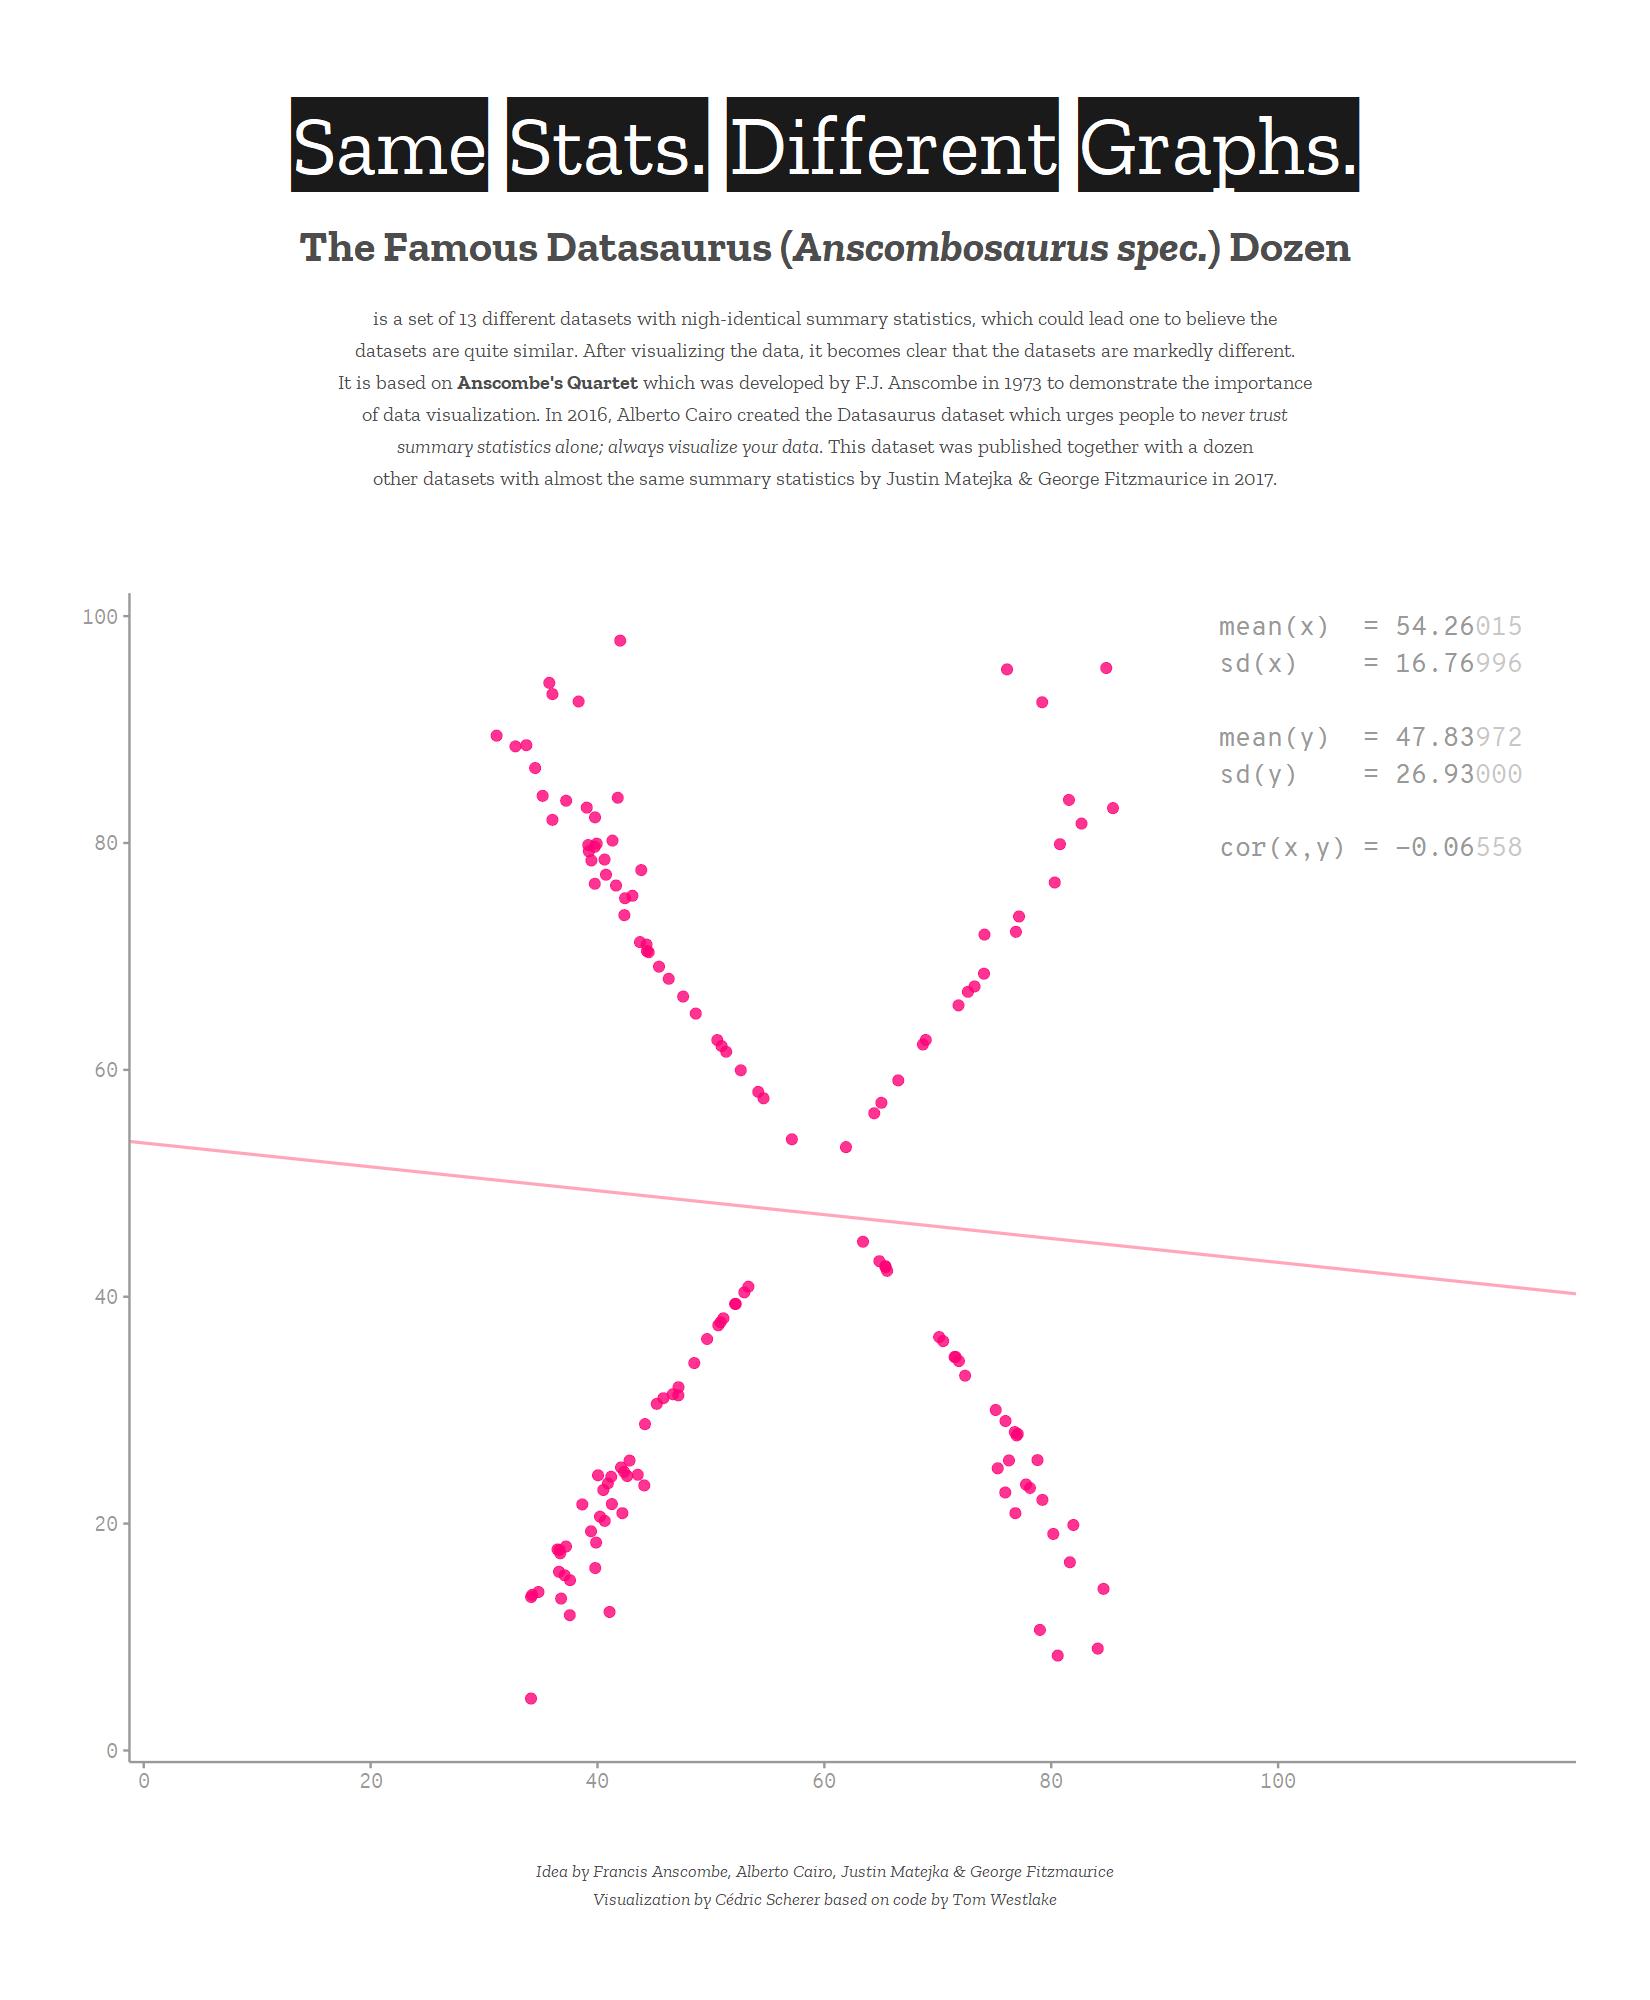 Same Stats. Different Graphs.
The Famous Datasaurus (Anscombosaurus spec.) Dozen
is a set of 13 different datasets with nigh-identical summary statistics, which could lead one to believe the
datasets are quite similar. After visualizing the data, it becomes clear that the datasets are markedly different.
It is based on Anscombe's Quartet which was developed by F.J. Anscombe in 1973 to demonstrate the importance
of data visualization. In 2016, Alberto Cairo created the Datasaurus dataset which urges people to never trust
summary statistics alone; always visualize your data. This dataset was published together with a dozen
other datasets with almost the same summary statistics by Justin Matejka & George Fitzmaurice in 2017.
mean(x) = 54.26015
sd(x) = 16.76996
mean(y) = 47.83972
sd(y) = 26.93000
cor(x,y) = −0.06558
100
80
60
40
20
0
0 20 40 60 80 100
Idea by Francis Anscombe, Alberto Cairo, Justin Matejka & George Fitzmaurice
Visualization by Cédric Scherer based on code by Tom Westlake